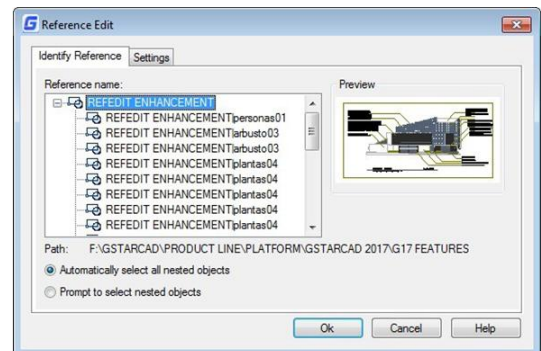 Reference Edit
Identify Reference
Settings
Reference name:
Preview
REFEDIT ENHANCEMENT
REFEDIT ENHANCEMENT|personas01
REFEDIT ENHANCEMENT|arbusto03
REFEDIT ENHANCEMENT|arbusto03
REFEDIT ENHANCEMENT|plantas04
REFEDIT ENHANCEMENT|plantas04
REFEDIT ENHANCEMENT|plantas04
REFEDIT ENHANCEMENT|plantas04
REFEDIT ENHANCEMENT|plantas04
Path: F:\GSTARCAD\PRODUCT LINE\PLATFORM\GSTARCAD 2017\G17 FEATURES
Automatically select all nested objects
Prompt to select nested objects
Ok
Cancel
Help